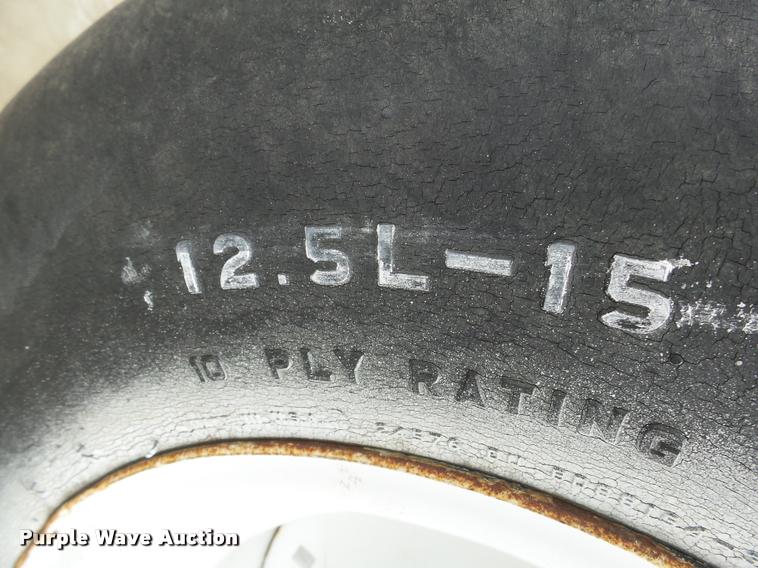 12.5L-15
10 PLY RATING
Purple Wave Auction